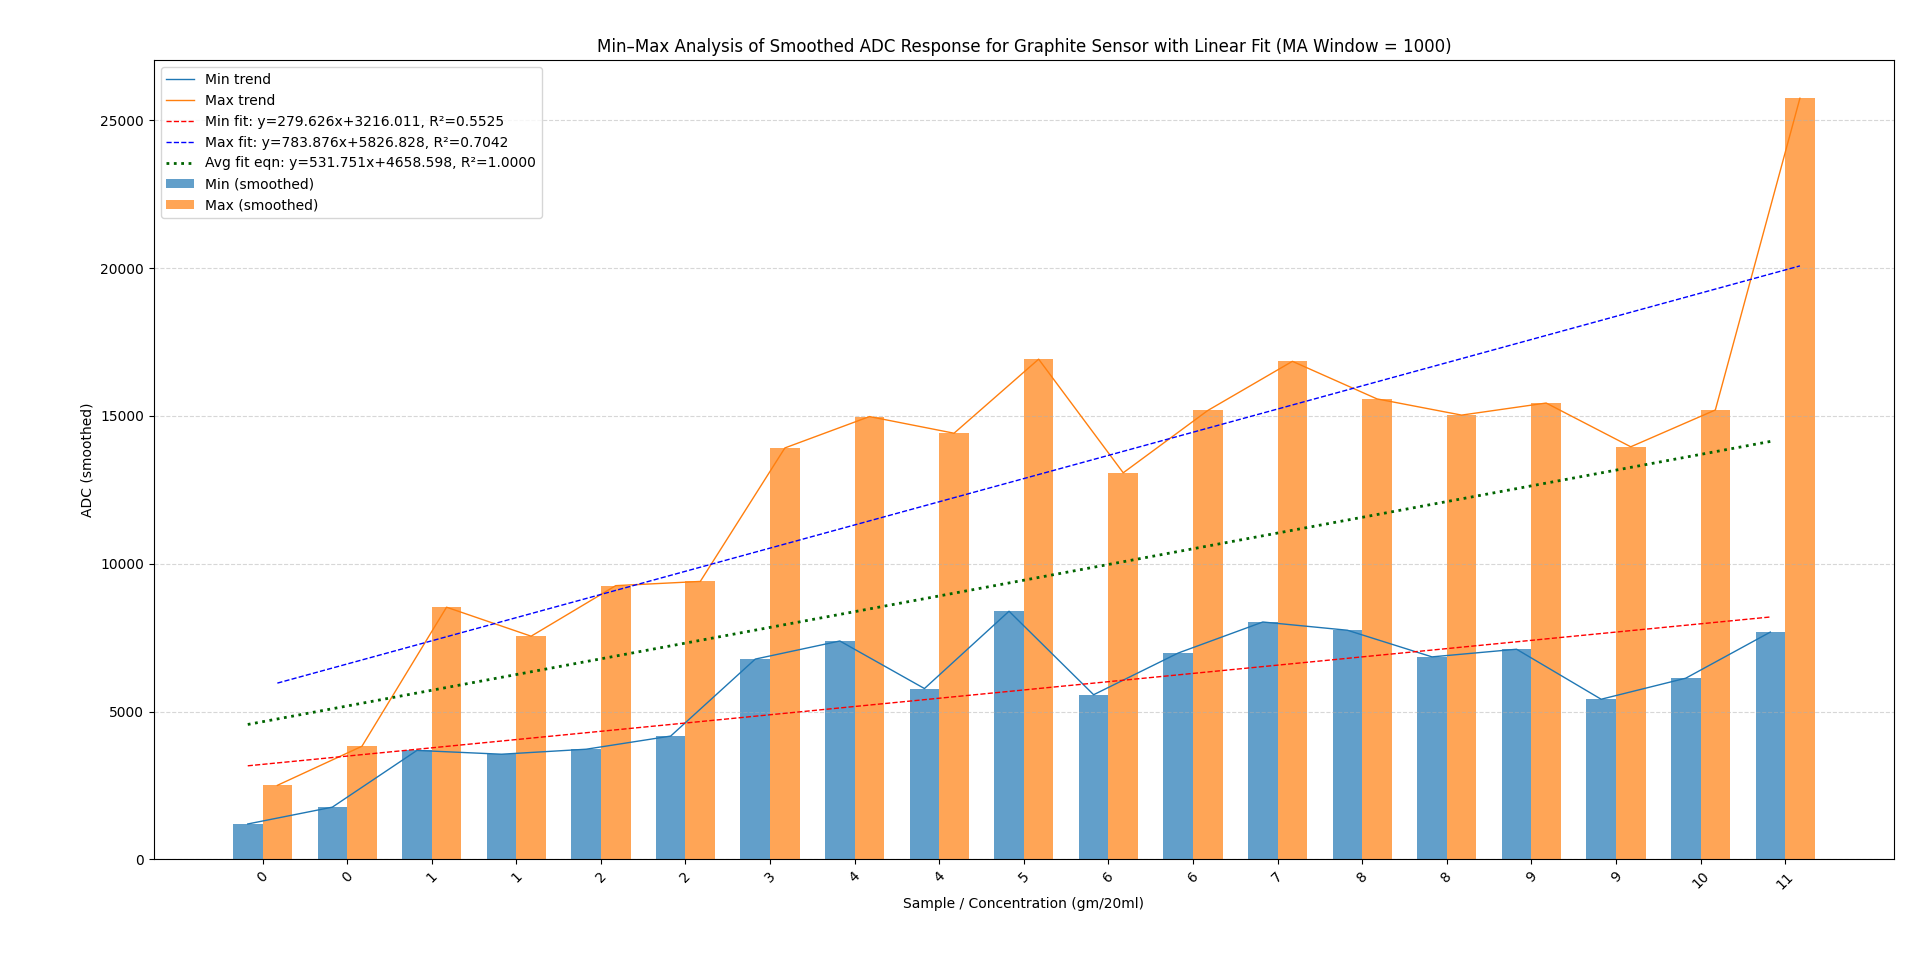 Min–Max Analysis of Smoothed ADC Response for Graphite Sensor with Linear Fit (MA Window = 1000)
Min trend
Max trend
Min fit: y=279.626x+3216.011, R²=0.5525
Max fit: y=783.876x+5826.828, R²=0.7042
Avg fit eqn: y=531.751x+4658.598, R²=1.0000
Min (smoothed)
Max (smoothed)
ADC (smoothed)
25000
20000
15000
10000
5000
0
0 0 1 1 2 2 3 4 4 5 6 6 7 8 8 9 9 10 11
Sample / Concentration (gm/20ml)